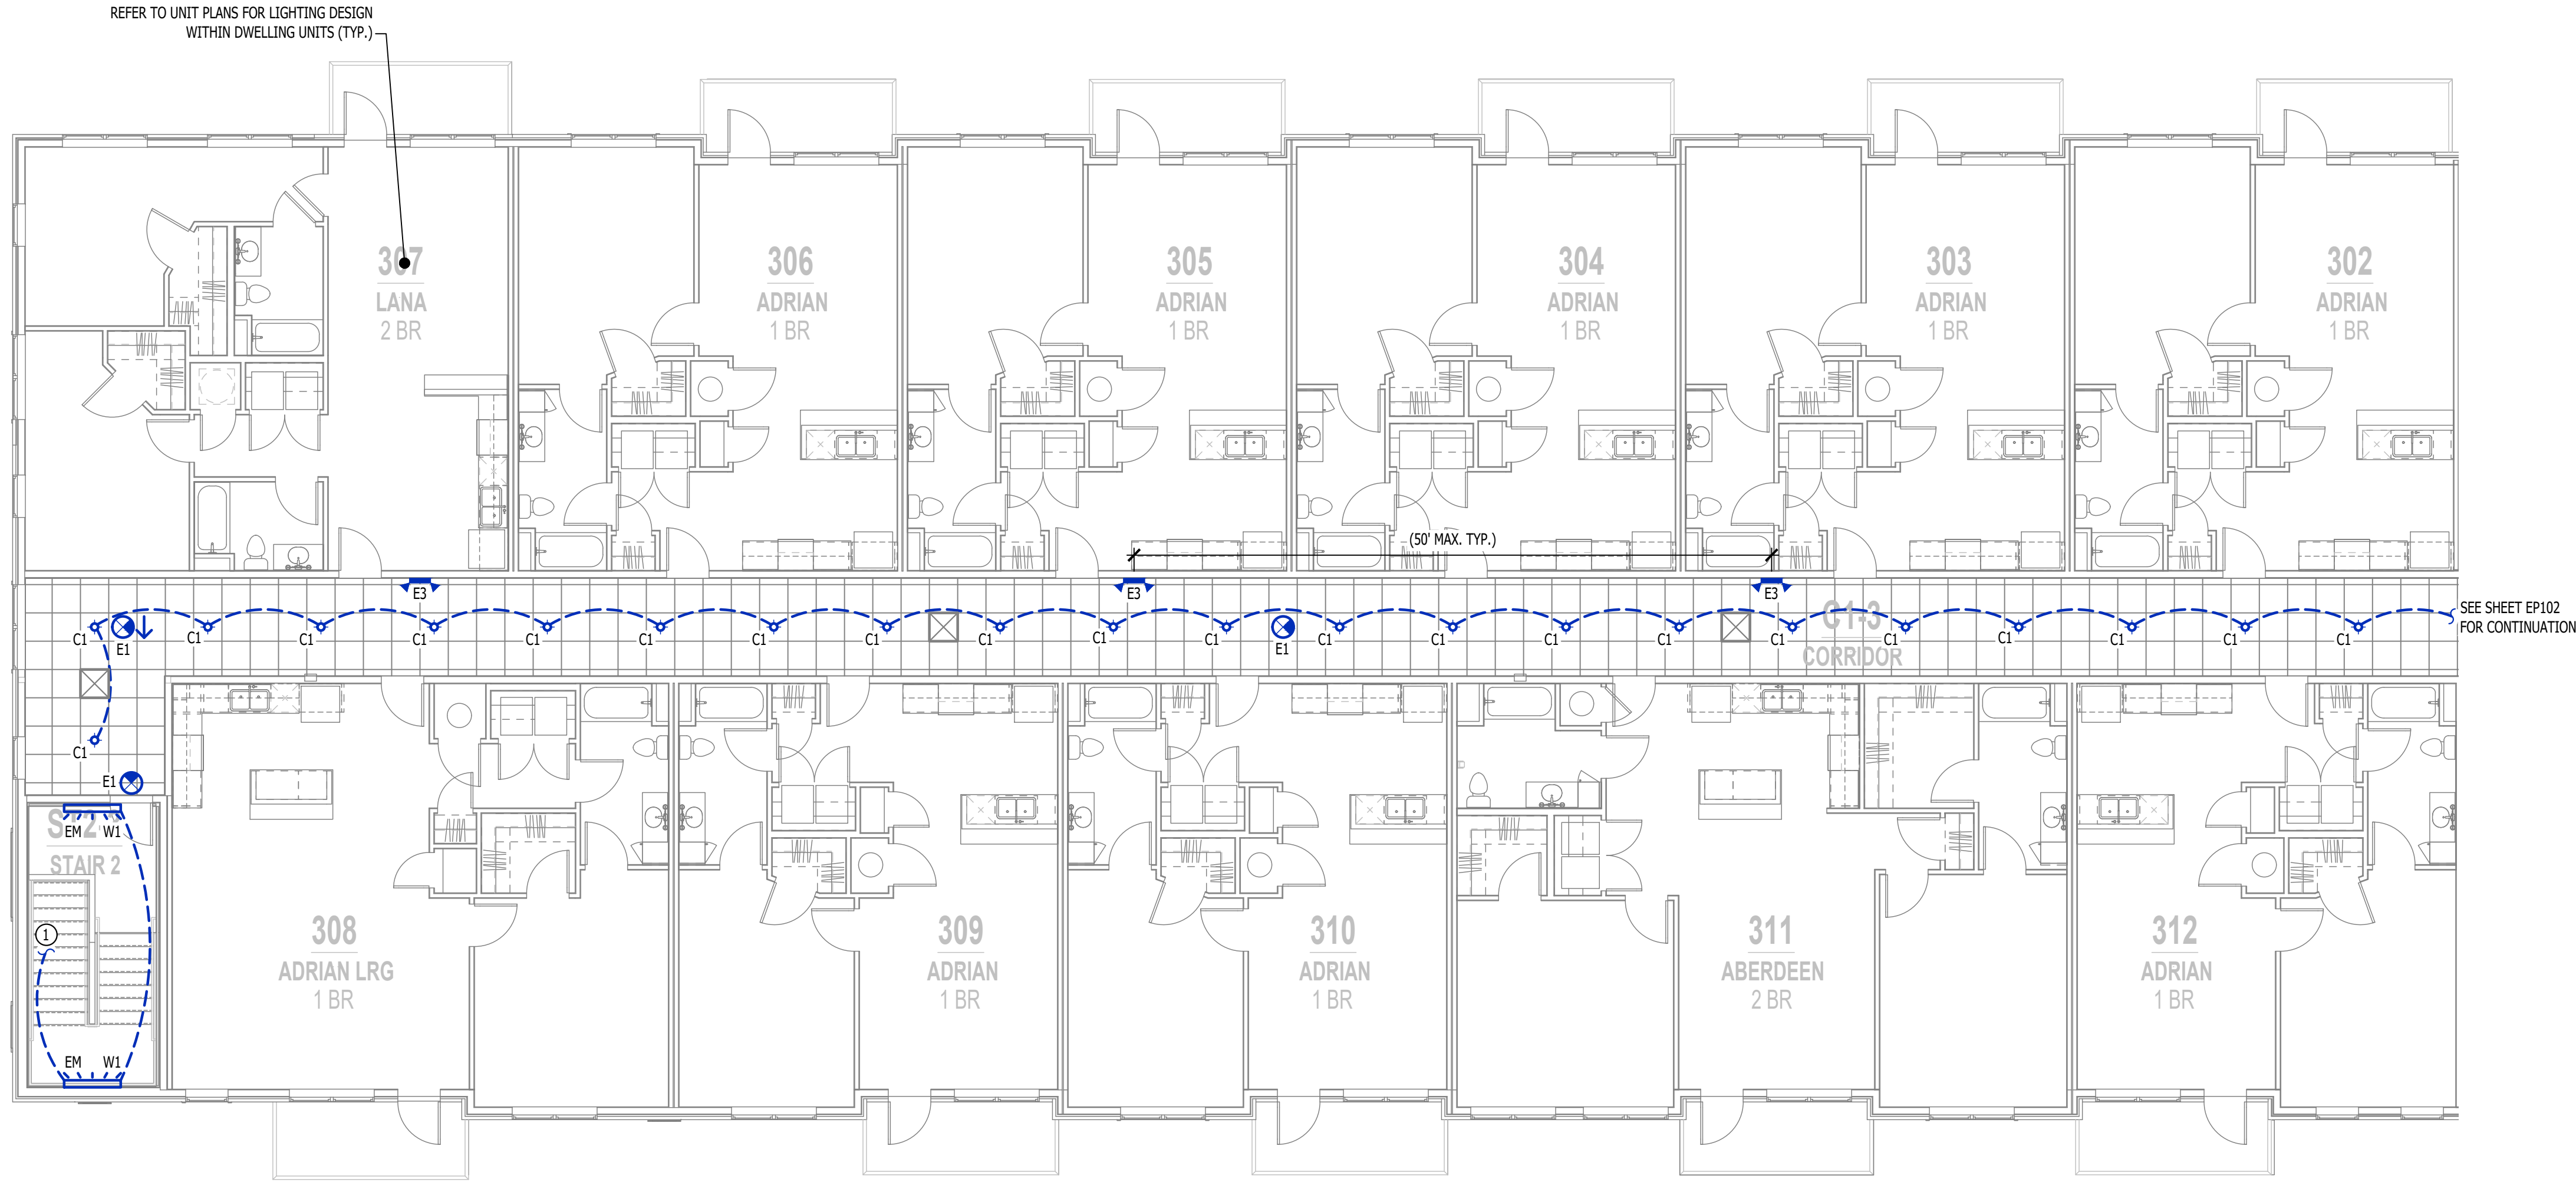 REFER TO UNIT PLANS FOR LIGHTING DESIGN
WITHIN DWELLING UNITS (TYP.)
307
LANA
2 BR
306
ADRIAN
1 BR
305
ADRIAN
1 BR
304
ADRIAN
1 BR
303
ADRIAN
1 BR
302
ADRIAN
1 BR
(50' MAX. TYP.)
E3
E3
E3
C1
E1
C1
C1
C1
C1
C1
C1
C1
C1
C1
C1
E1
C1
C1
C1
C1
C1
C1
C1
C1
C1
C1
C1-3
CORRIDOR
SEE SHEET EP102
FOR CONTINUATION
C1
E1
EM W1
STAIR 2
1
EM W1
308
ADRIAN LRG
1 BR
309
ADRIAN
1 BR
310
ADRIAN
1 BR
311
ABERDEEN
2 BR
312
ADRIAN
1 BR